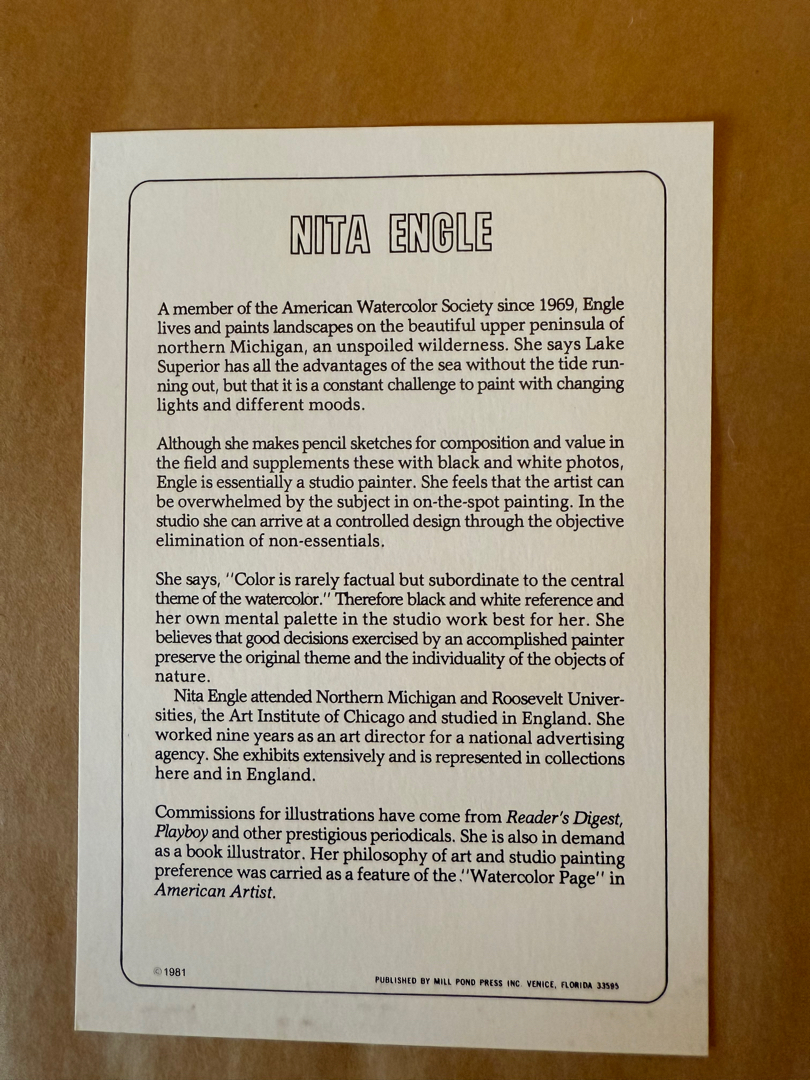 NITA ENGLE
A member of the American Watercolor Society since 1969, Engle
lives and paints landscapes on the beautiful upper peninsula of
northern Michigan, an unspoiled wilderness. She says Lake
Superior has all the advantages of the sea without the tide run-
ning out, but that it is a constant challenge to paint with changing
lights and different moods.
Although she makes pencil sketches for composition and value in
the field and supplements these with black and white photos,
Engle is essentially a studio painter. She feels that the artist can
be overwhelmed by the subject in on-the-spot painting. In the
studio she can arrive at a controlled design through the objective
elimination of non-essentials.
She says, ''Color is rarely factual but subordinate to the central
theme of the watercolor.'' Therefore black and white reference and
her own mental palette in the studio work best for her. She
believes that good decisions exercised by an accomplished painter
preserve the original theme and the individuality of the objects of
nature.
Nita Engle attended Northern Michigan and Roosevelt Univer-
sities, the Art Institute of Chicago and studied in England. She
worked nine years as an art director for a national advertising
agency. She exhibits extensively and is represented in collections
here and in England.
Commissions for illustrations have come from Reader's Digest,
Playboy and other prestigious periodicals. She is also in demand
as a book illustrator. Her philosophy of art and studio painting
preference was carried as a feature of the ''Watercolor Page'' in
American Artist.
©1981
PUBLISHED BY MILL POND PRESS INC VENICE, FLORIDA 33595